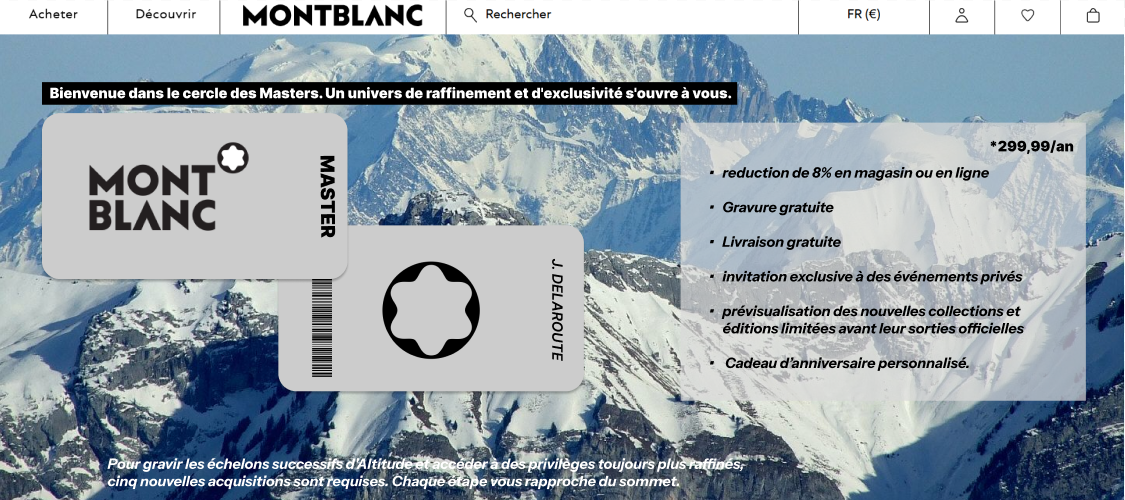 Acheter
Découvrir
MONTBLANC
Rechercher
FR (€)
Bienvenue dans le cercle des Masters. Un univers de raffinement et d'exclusivité s'ouvre à vous.
MONT
BLANC
MASTER
J. DELAROUTE
*299,99/an
· reduction de 8% en magasin ou en ligne
· Gravure gratuite
· Livraison gratuite
· invitation exclusive à des événements privés
· prévisualisation des nouvelles collections et
éditions limitées avant leur sorties officielles
· Cadeau d'anniversaire personnalisé.
Pour gravir les échelons successifs d'Altitude et accéder à des privilèges toujours plus raffinés,
cinq nouvelles acquisitions sont requises. Chaque étape vous rapproche du sommet.